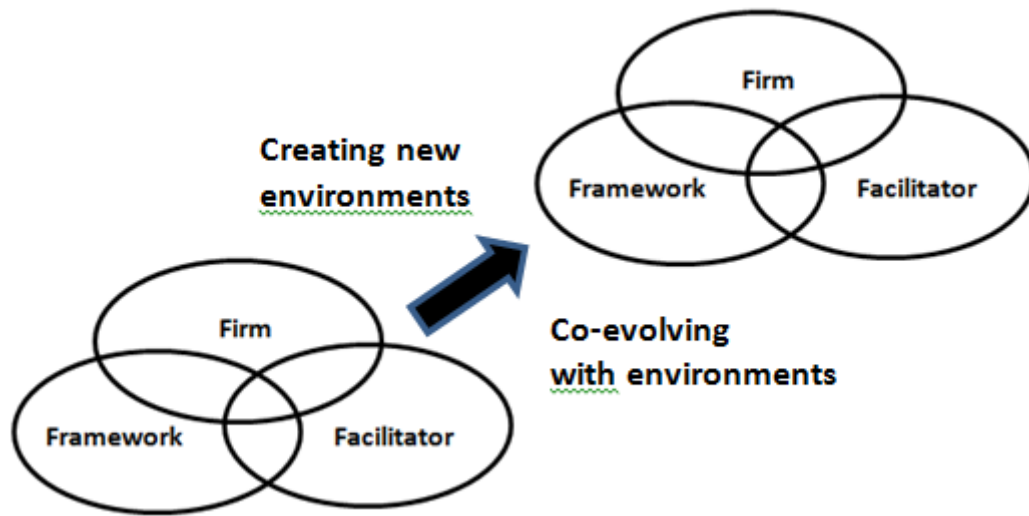 Firm
Framework
Facilitator
Creating new
environments
Firm
Framework
Facilitator
Co-evolving
with environments